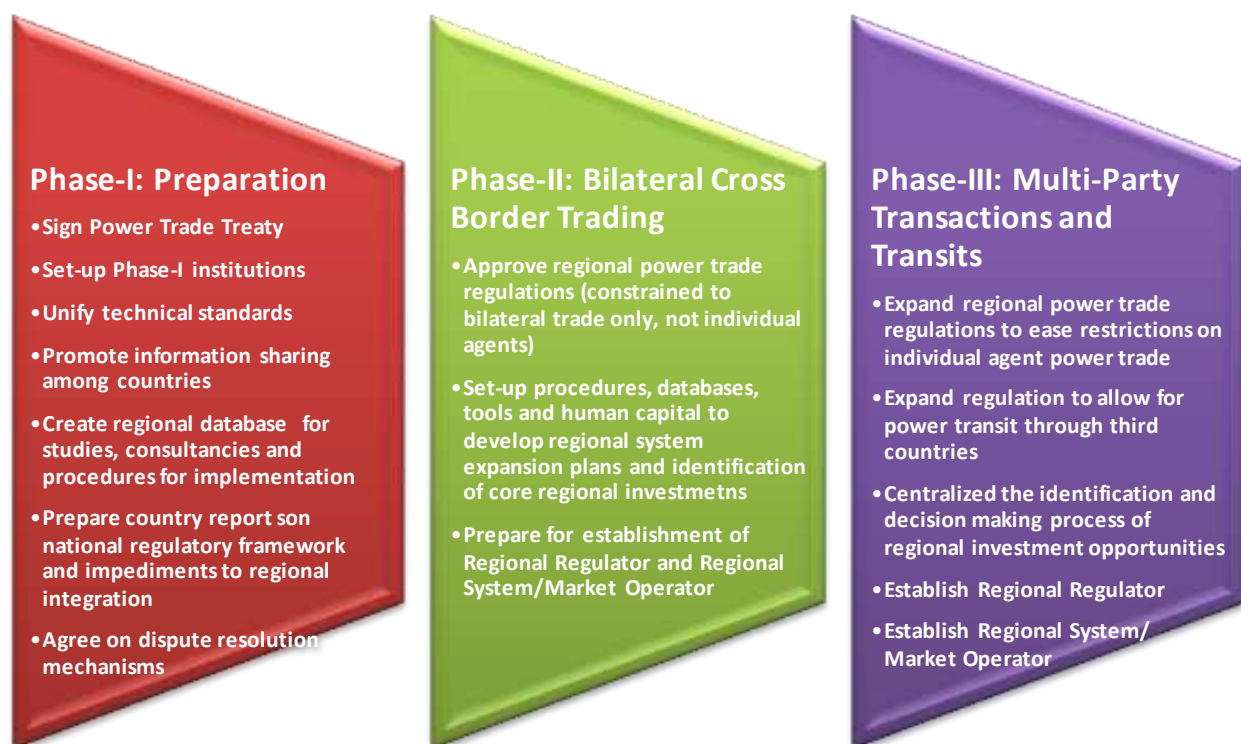 Phase-I: Preparation
•Sign Power Trade Treaty
•Set-up Phase-I institutions
•Unify technical standards
•Promote information sharing
among countries
•Create regional database for
studies, consultancies and
procedures for implementation
•Prepare country report son
national regulatory framework
and impediments to regional
integration
•Agree on dispute resolution
mechanisms
Phase-II: Bilateral Cross
Border Trading
•Approve regional power trade
regulations (constrained to
bilateral trade only, not individual
agents)
•Set-up procedures, databases,
tools and human capital to
develop regional system
expansion plans and identification
of core regional investmetns
•Prepare for establishment of
Regional Regulator and Regional
System/Market Operator
Phase-III: Multi-Party
Transactions and
Transits
•Expand regional power trade
regulations to ease restrictions on
individual agent power trade
•Expand regulation to allow for
power transit through third
countries
•Centralized the identification and
decision making process of
regional investment opportunities
•Establish Regional Regulator
•Establish Regional System/
Market Operator